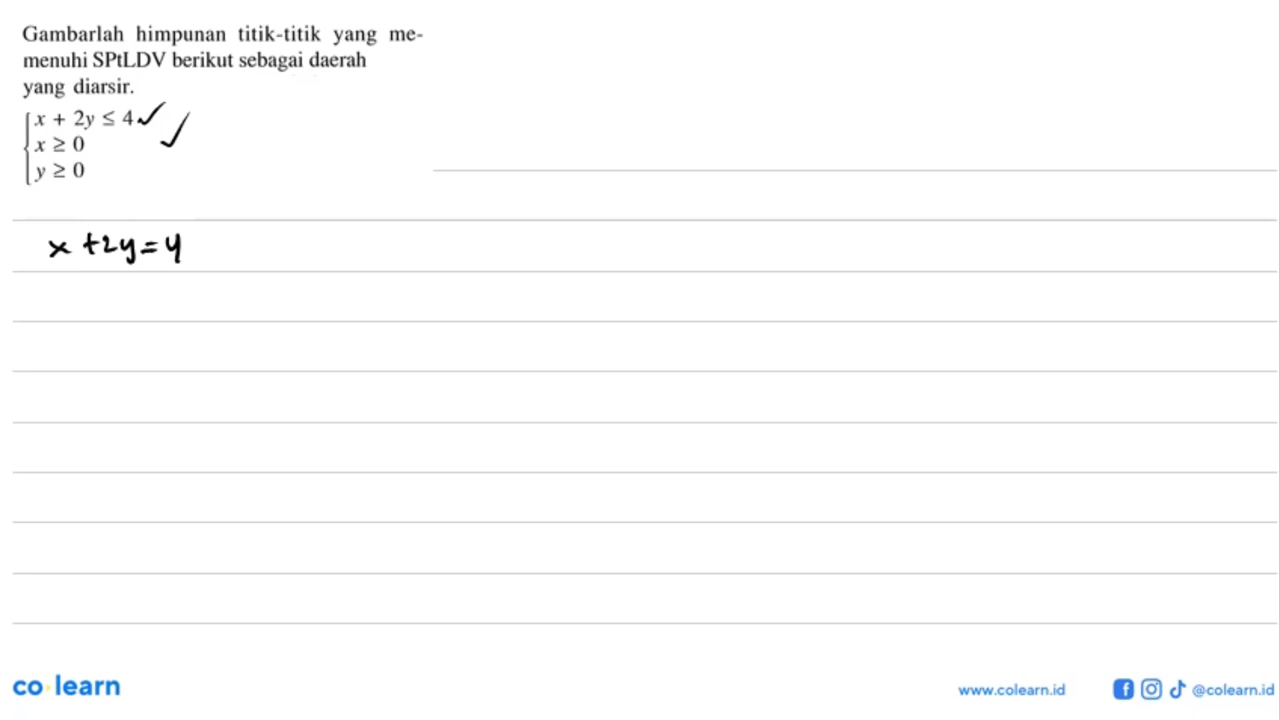 Gambarlah himpunan titik-titik yang me-
menuhi SPtLDV berikut sebagai daerah
yang diarsir.
x + 2y ≤ 4
x ≥ 0
y ≥ 0
x + 2y = 4
co learn
www.colearn.id
@colearn.id